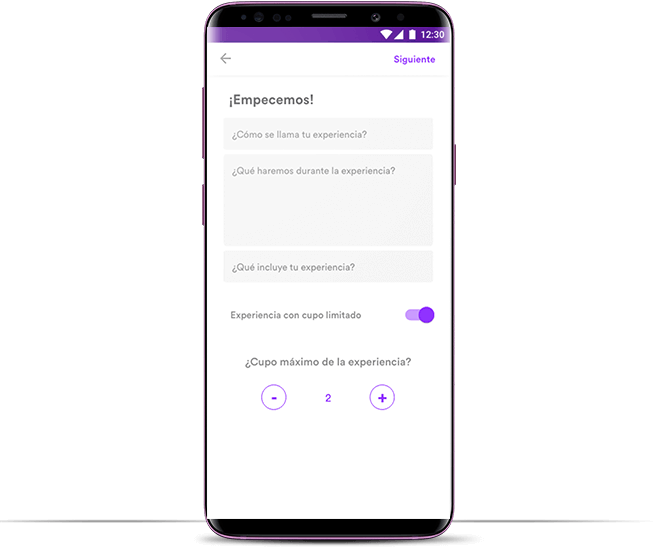 12:30
Siguiente
¡Empecemos!
¿Cómo se llama tu experiencia?
¿Qué haremos durante la experiencia?
¿Qué incluye tu experiencia?
Experiencia con cupo limitado
¿Cupo máximo de la experiencia?
- 2 +